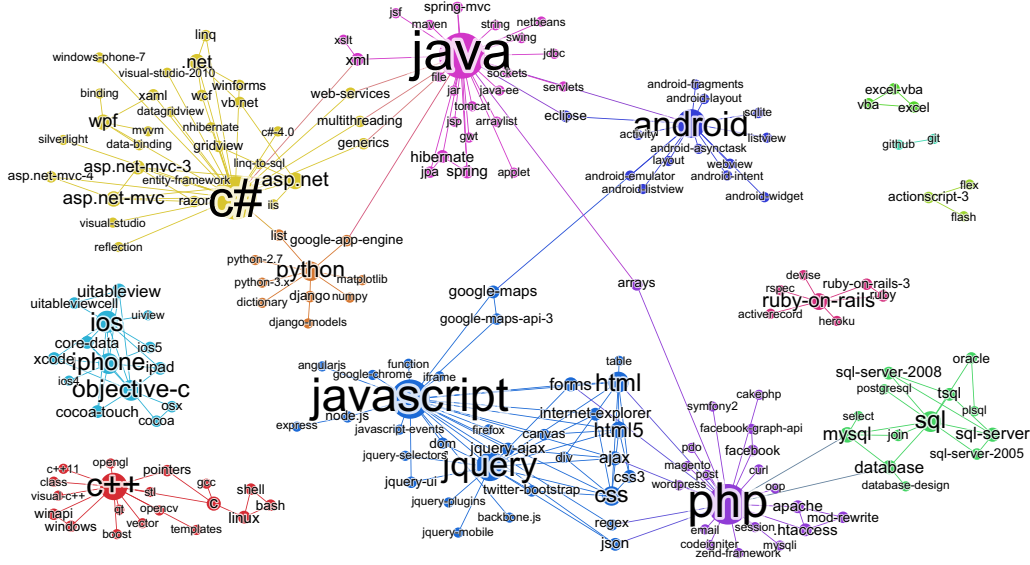 spring-mvc
jsf
maven
string
netbeans
java
swing
jdbc
xslt
xml
file
sockets
servlets
jar
java-ee
tomcat
jsp
arraylist
gwt
hibernate
jpa
spring
applet
linq
windows-phone-7
.net
visual-studio-2010
winforms
binding
xaml
wcf
vb.net
web-services
datagridview
wpf
mvvm
nhibernate
c#-4.0
multithreading
silverlight
data-binding
gridview
generics
linq-to-sql
asp.net-mvc-3
asp.net-mvc-4
entity-framework
asp.net
asp.net-mvc
razor
c#
iis
visual-studio
reflection
list
google-app-engine
python-2.7
python
python-3.x
matplotlib
dictionary
django
numpy
django-models
android-fragments
android-layout
sqlite
eclipse
activity
android
listview
android-asynctask
layout
webview
android-emulator
android-intent
android-listview
android-widget
excel-vba
vba
excel
git
github
flex
actionscript-3
flash
google-maps
google-maps-api-3
arrays
devise
rspec
ruby-on-rails-3
ruby-on-rails
ruby
activerecord
heroku
uitableview
uitableviewcell
uiview
ios
core-data
ios5
xcode
iphone
ipad
ios4
objective-c
osx
cocoa-touch
cocoa
function
angularjs
google-chrome
iframe
javascript
node.js
express
javascript-events
firefox
dom
jquery-selectors
jquery-ajax
jquery
jquery-ui
twitter-bootstrap
jquery-plugins
backbone.js
jquery-mobile
table
forms
html
internet-explorer
html5
canvas
div
ajax
css3
css
regex
json
cakephp
symfony2
facebook-graph-api
pdo
facebook
magento
post
curl
wordpress
oop
php
apache
mod-rewrite
email
session
htaccess
codeigniter
mysqli
zend-framework
oracle
sql-server-2008
postgresql
tsql
select
plsql
sql
mysql
join
sql-server
sql-server-2005
database
database-design
opengl
c++11
pointers
class
gcc
c++
visual-c++
stl
shell
c
bash
winapi
qt
opencv
linux
windows
vector
boost
templates